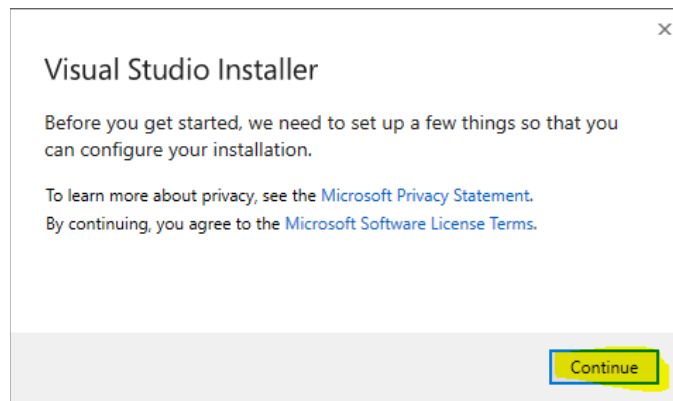 Visual Studio Installer
Before you get started, we need to set up a few things so that you
can configure your installation.
To learn more about privacy, see the Microsoft Privacy Statement.
By continuing, you agree to the Microsoft Software License Terms.
Continue